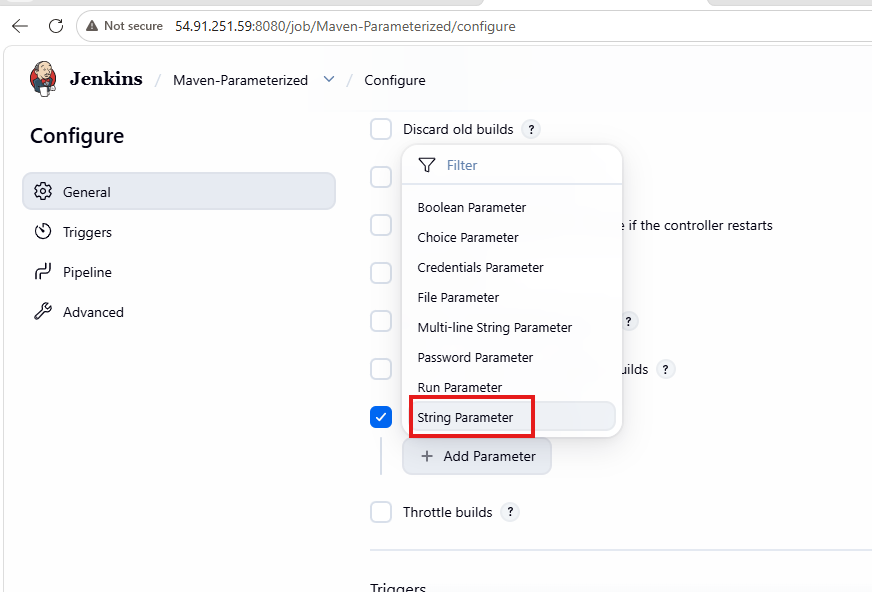 Not secure 54.91.251.59:8080/job/Maven-Parameterized/configure
Jenkins / Maven-Parameterized / Configure
Configure
General
Triggers
Pipeline
Advanced
Discard old builds ?
Filter
Boolean Parameter
e if the controller restarts
Choice Parameter
Credentials Parameter
File Parameter
Multi-line String Parameter
?
Password Parameter
uilds ?
Run Parameter
String Parameter
+ Add Parameter
Throttle builds ?
Triggers